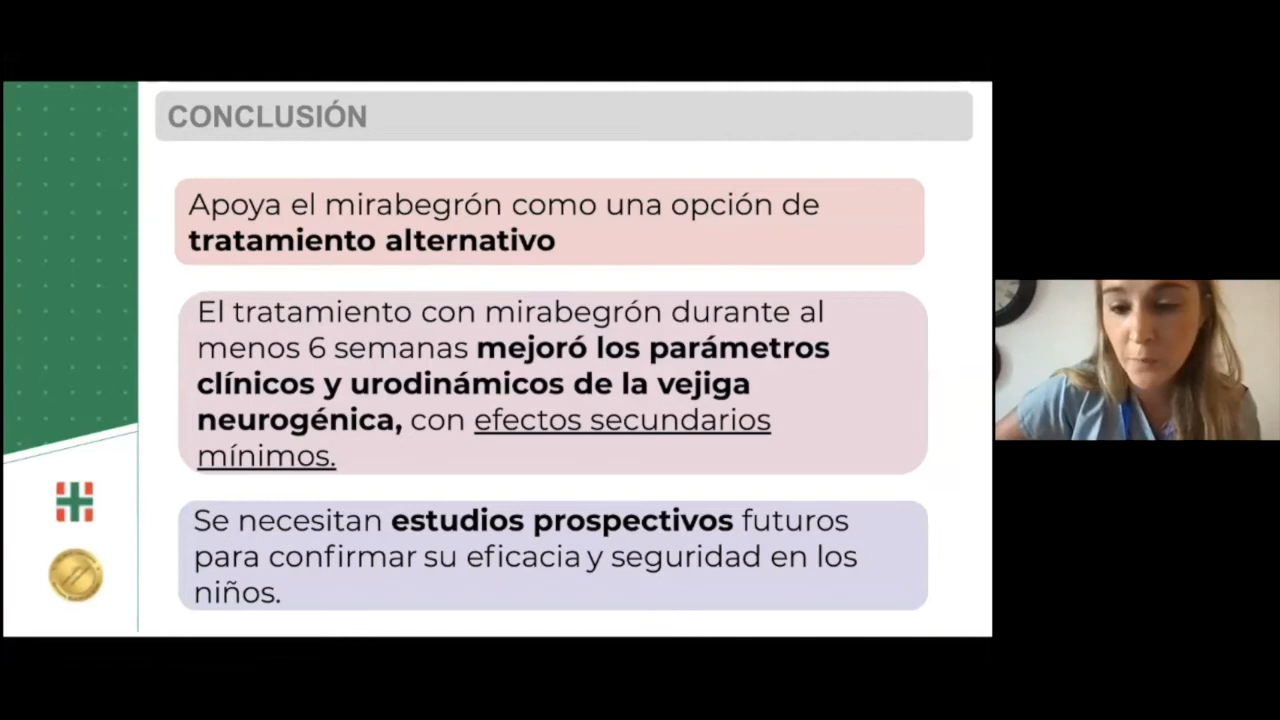 CONCLUSIÓN
Apoya el mirabegrón como una opción de
tratamiento alternativo
El tratamiento con mirabegrón durante al
menos 6 semanas mejoró los parámetros
clínicos y urodinámicos de la vejiga
neurogénica, con efectos secundarios
mínimos.
Se necesitan estudios prospectivos futuros
para confirmar su eficacia y seguridad en los
niños.